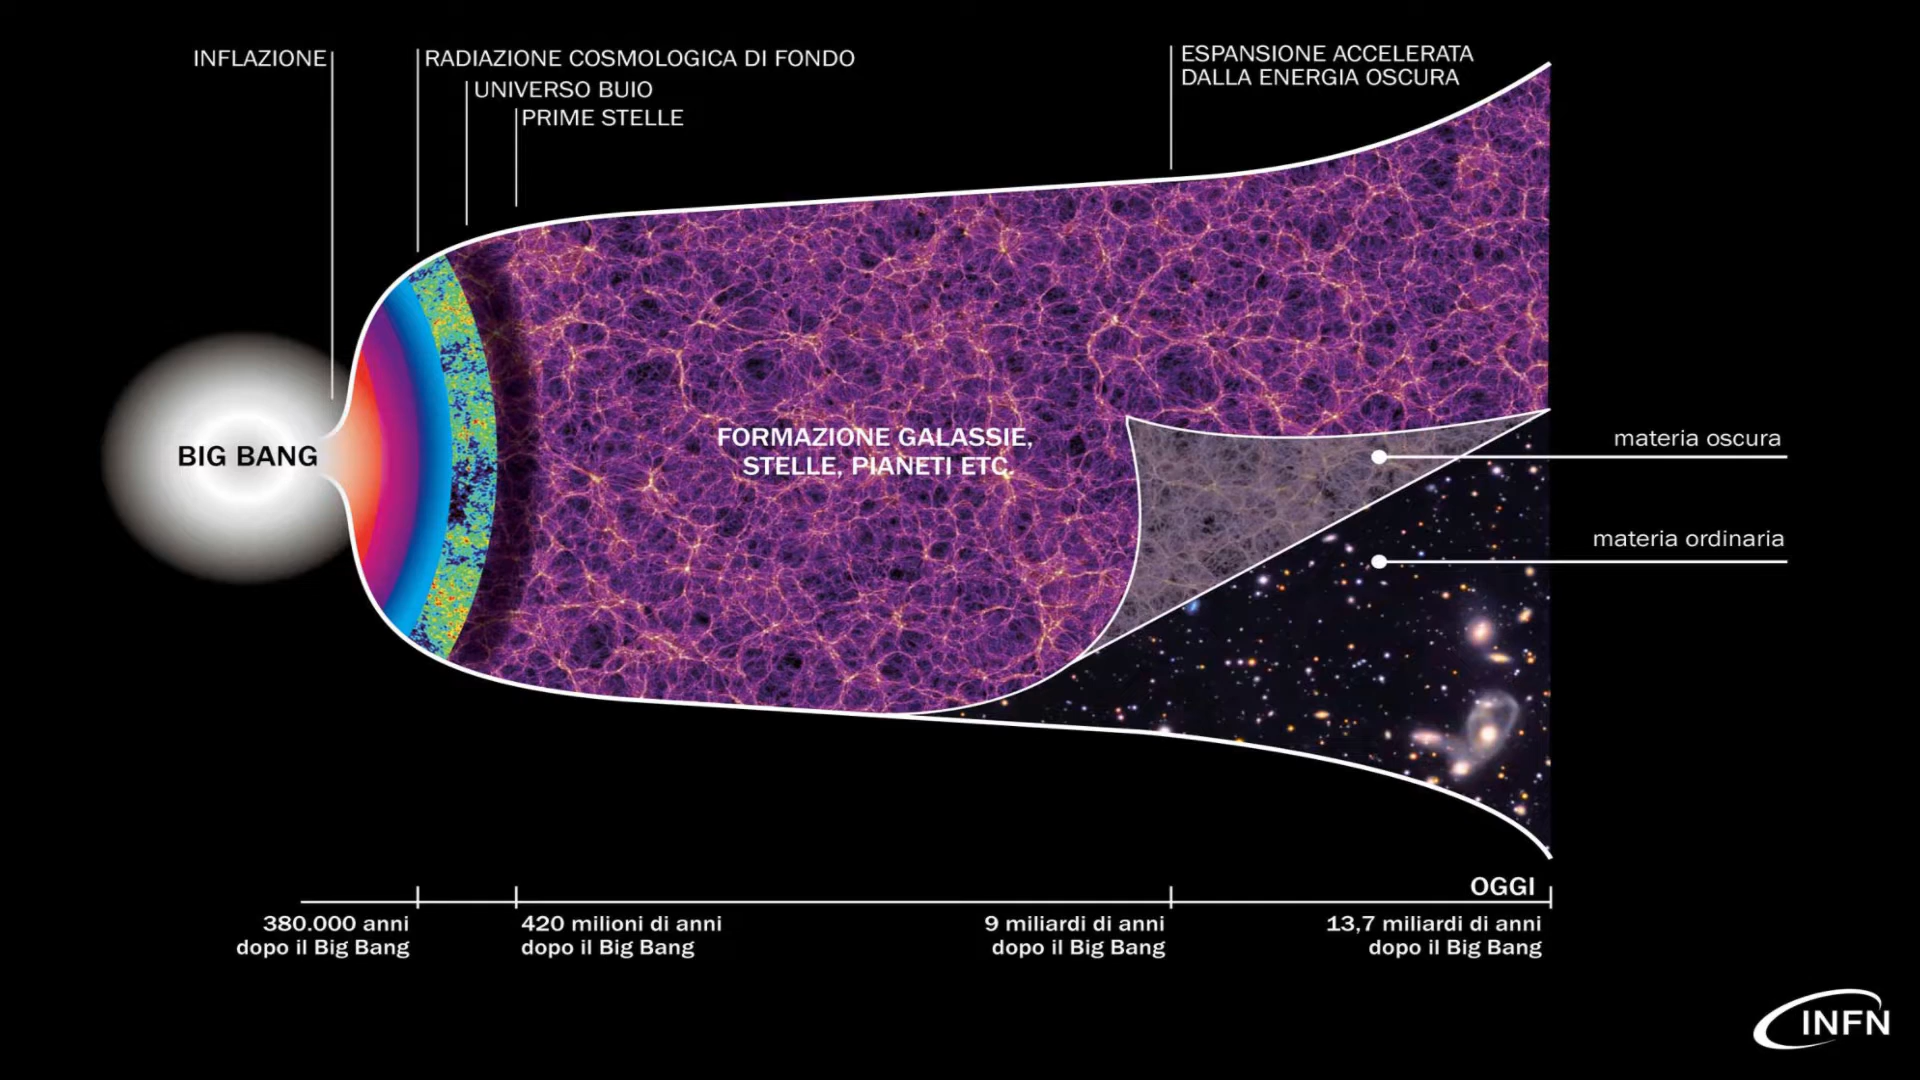 INFLAZIONE
RADIAZIONE COSMOLOGICA DI FONDO
UNIVERSO BUIO
PRIME STELLE
ESPANSIONE ACCELERATA
DALLA ENERGIA OSCURA
BIG BANG
FORMAZIONE GALASSIE,
STELLE, PIANETI ETC.
materia oscura
materia ordinaria
OGGI
380.000 anni
dopo il Big Bang
420 milioni di anni
dopo il Big Bang
9 miliardi di anni
dopo il Big Bang
13,7 miliardi di anni
dopo il Big Bang
INFN